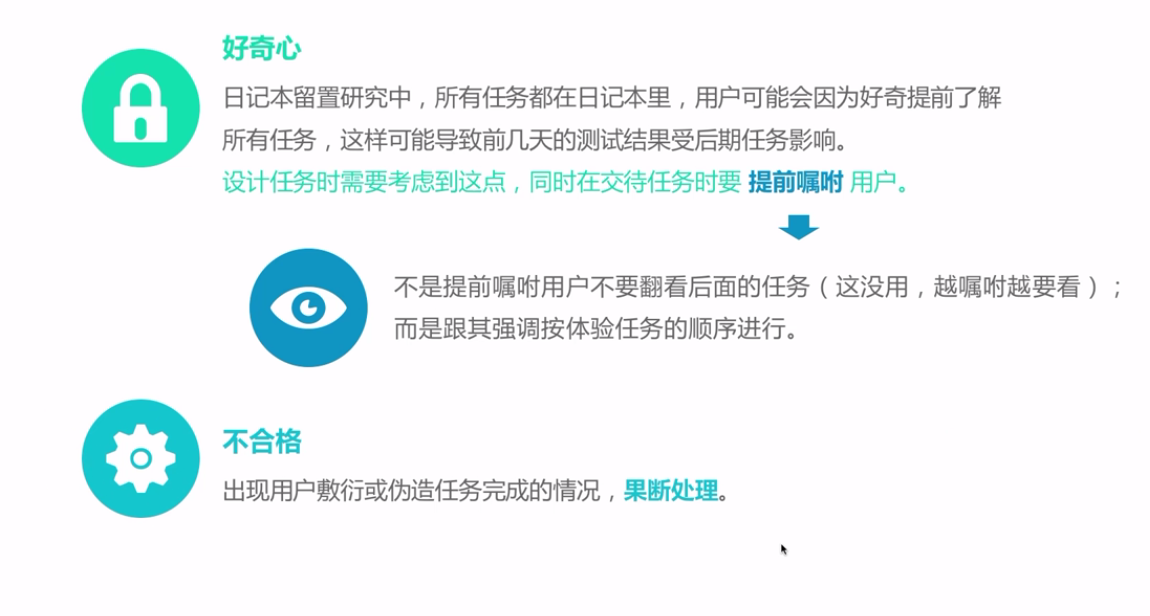 好奇心
日记本留置研究中，所有任务都在日记本里，用户可能会因为好奇提前了解
所有任务，这样可能导致前几天的测试结果受后期任务影响。
设计任务时需要考虑到这点，同时在交待任务时要 提前嘱咐 用户。
不是提前嘱咐用户不要翻看后面的任务（这没用，越嘱咐越要看）；
而是跟其强调按体验任务的顺序进行。
不合格
出现用户敷衍或伪造任务完成的情况，果断处理。